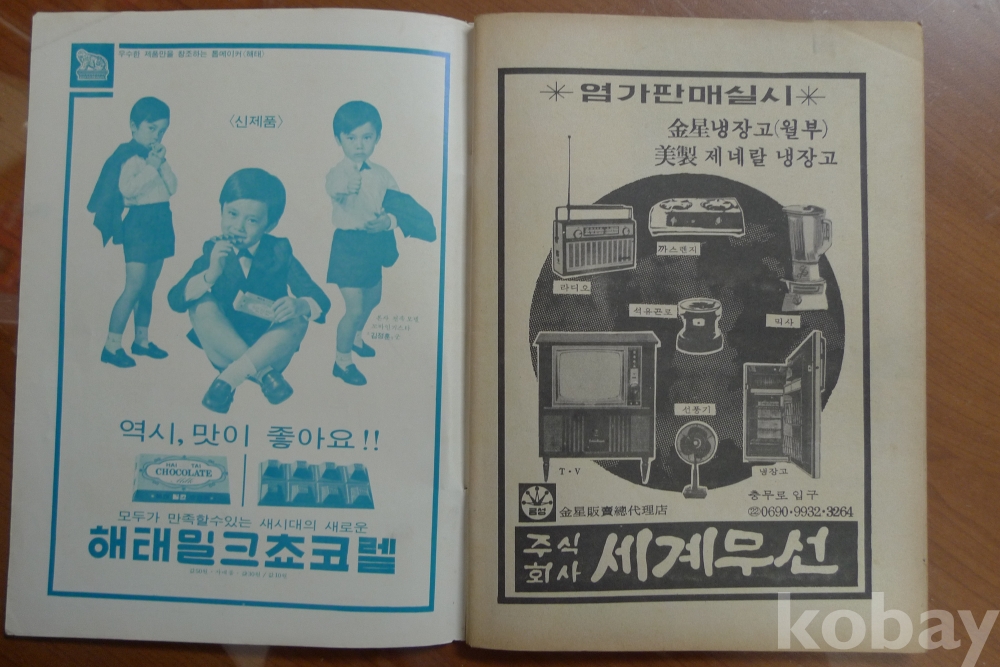 우수한 제품만을 창조하는 톱메이커(해태)
〈신제품〉
역시, 맛이 좋아요!!
HAI TAI
CHOCOLATE
모두가 만족할수있는 새시대의 새로운
해태밀크쵸코렡
염가판매실시
金星냉장고(월부)
美製 제네랄 냉장고
라디오
까스렌지
믹사
석유곤로
T·V
선풍기
냉장고
충무로 입구
金星販賣總代理店
㉒0690·9932·3264
주식
회사
세계무선
kobay